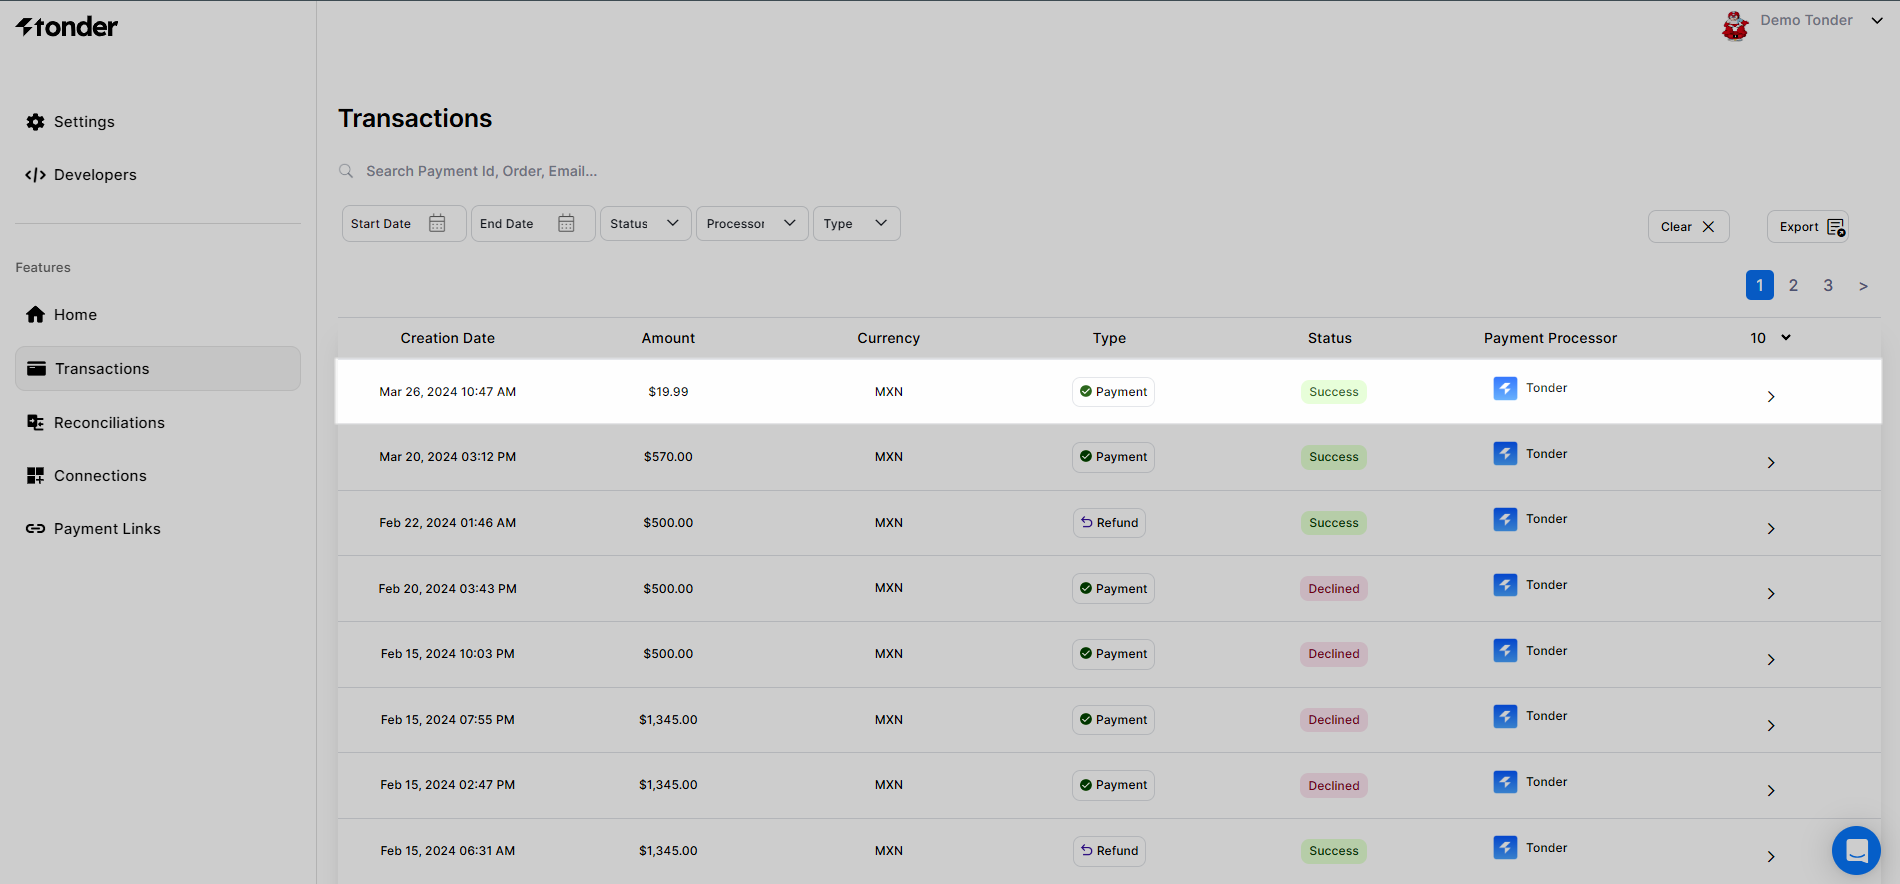 tonder
Demo Tonder
Settings
Developers
Features
Home
Transactions
Reconciliations
Connections
Payment Links
Transactions
Search Payment Id, Order, Email...
Start Date End Date Status Processor Type Clear Export
1 2 3 >
Creation Date Amount Currency Type Status Payment Processor 10
Mar 26, 2024 10:47 AM $19.99 MXN Payment Success Tonder
Mar 20, 2024 03:12 PM $570.00 MXN Payment Success Tonder
Feb 22, 2024 01:46 AM $500.00 MXN Refund Success Tonder
Feb 20, 2024 03:43 PM $500.00 MXN Payment Declined Tonder
Feb 15, 2024 10:03 PM $500.00 MXN Payment Declined Tonder
Feb 15, 2024 07:55 PM $1,345.00 MXN Payment Declined Tonder
Feb 15, 2024 02:47 PM $1,345.00 MXN Payment Declined Tonder
Feb 15, 2024 06:31 AM $1,345.00 MXN Refund Success Tonder